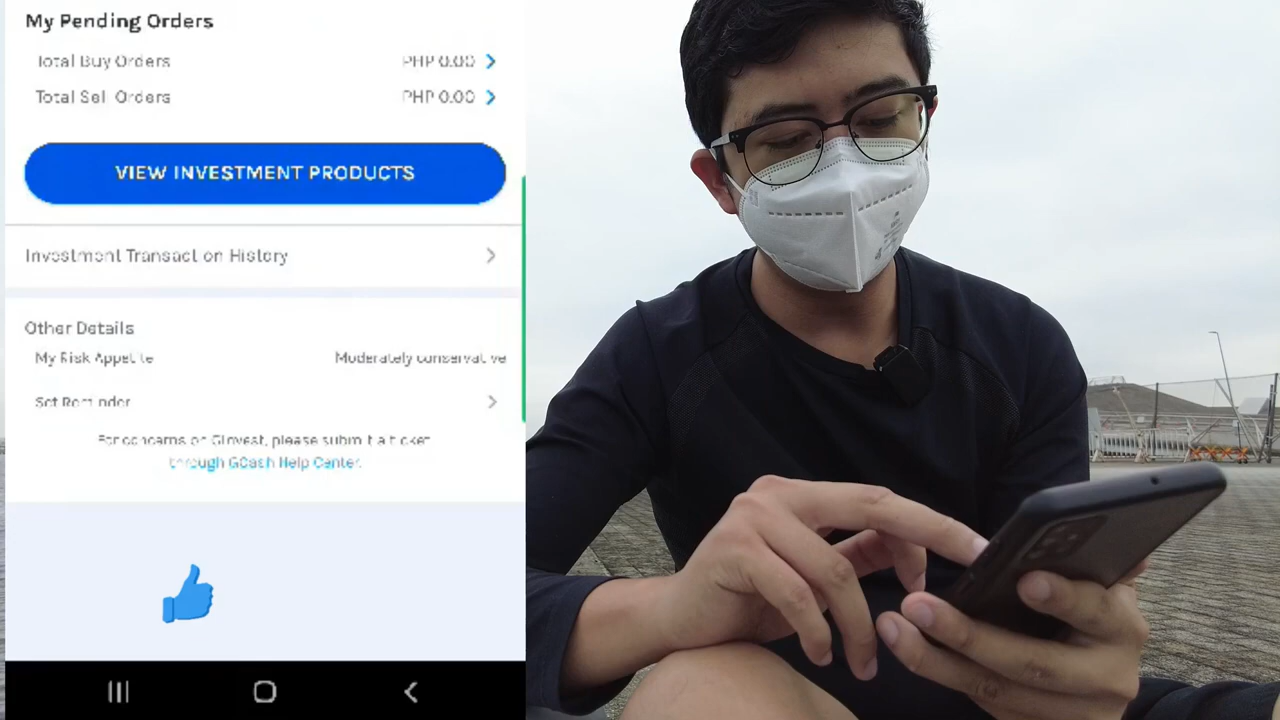 My Pending Orders
Total Buy Orders PHP 0.00
Total Sell Orders PHP 0.00
VIEW INVESTMENT PRODUCTS
Investment Transaction History
Other Details
My Risk Appetite Moderately conservative
Set Reminder
For concerns on GInvest, please submit a ticket
through GCash Help Center.